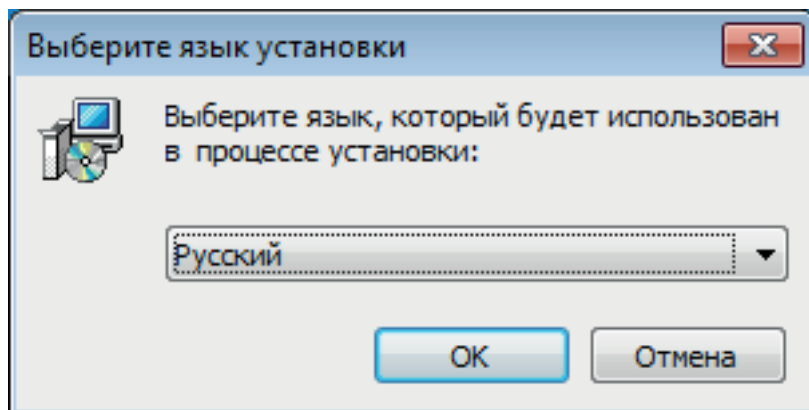 Выберите язык установки
Выберите язык, который будет использован
в процессе установки:
Русский
OK
Отмена